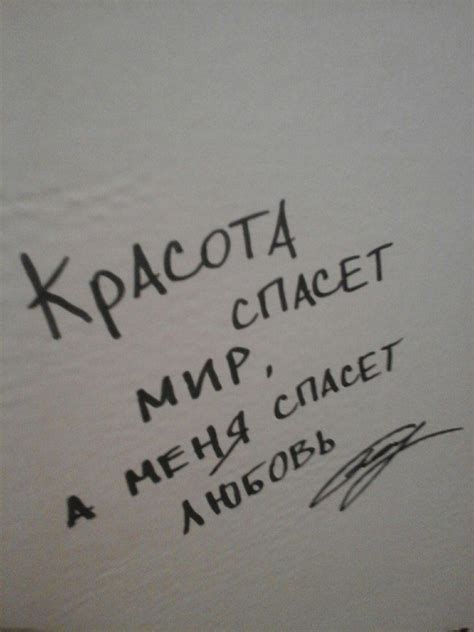 Красота
спасет
мир,
а меня спасет
любовь